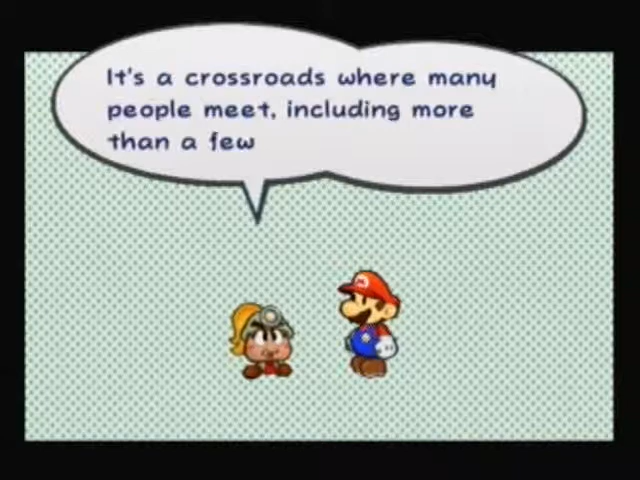 It's a crossroads where many
people meet, including more
than a few